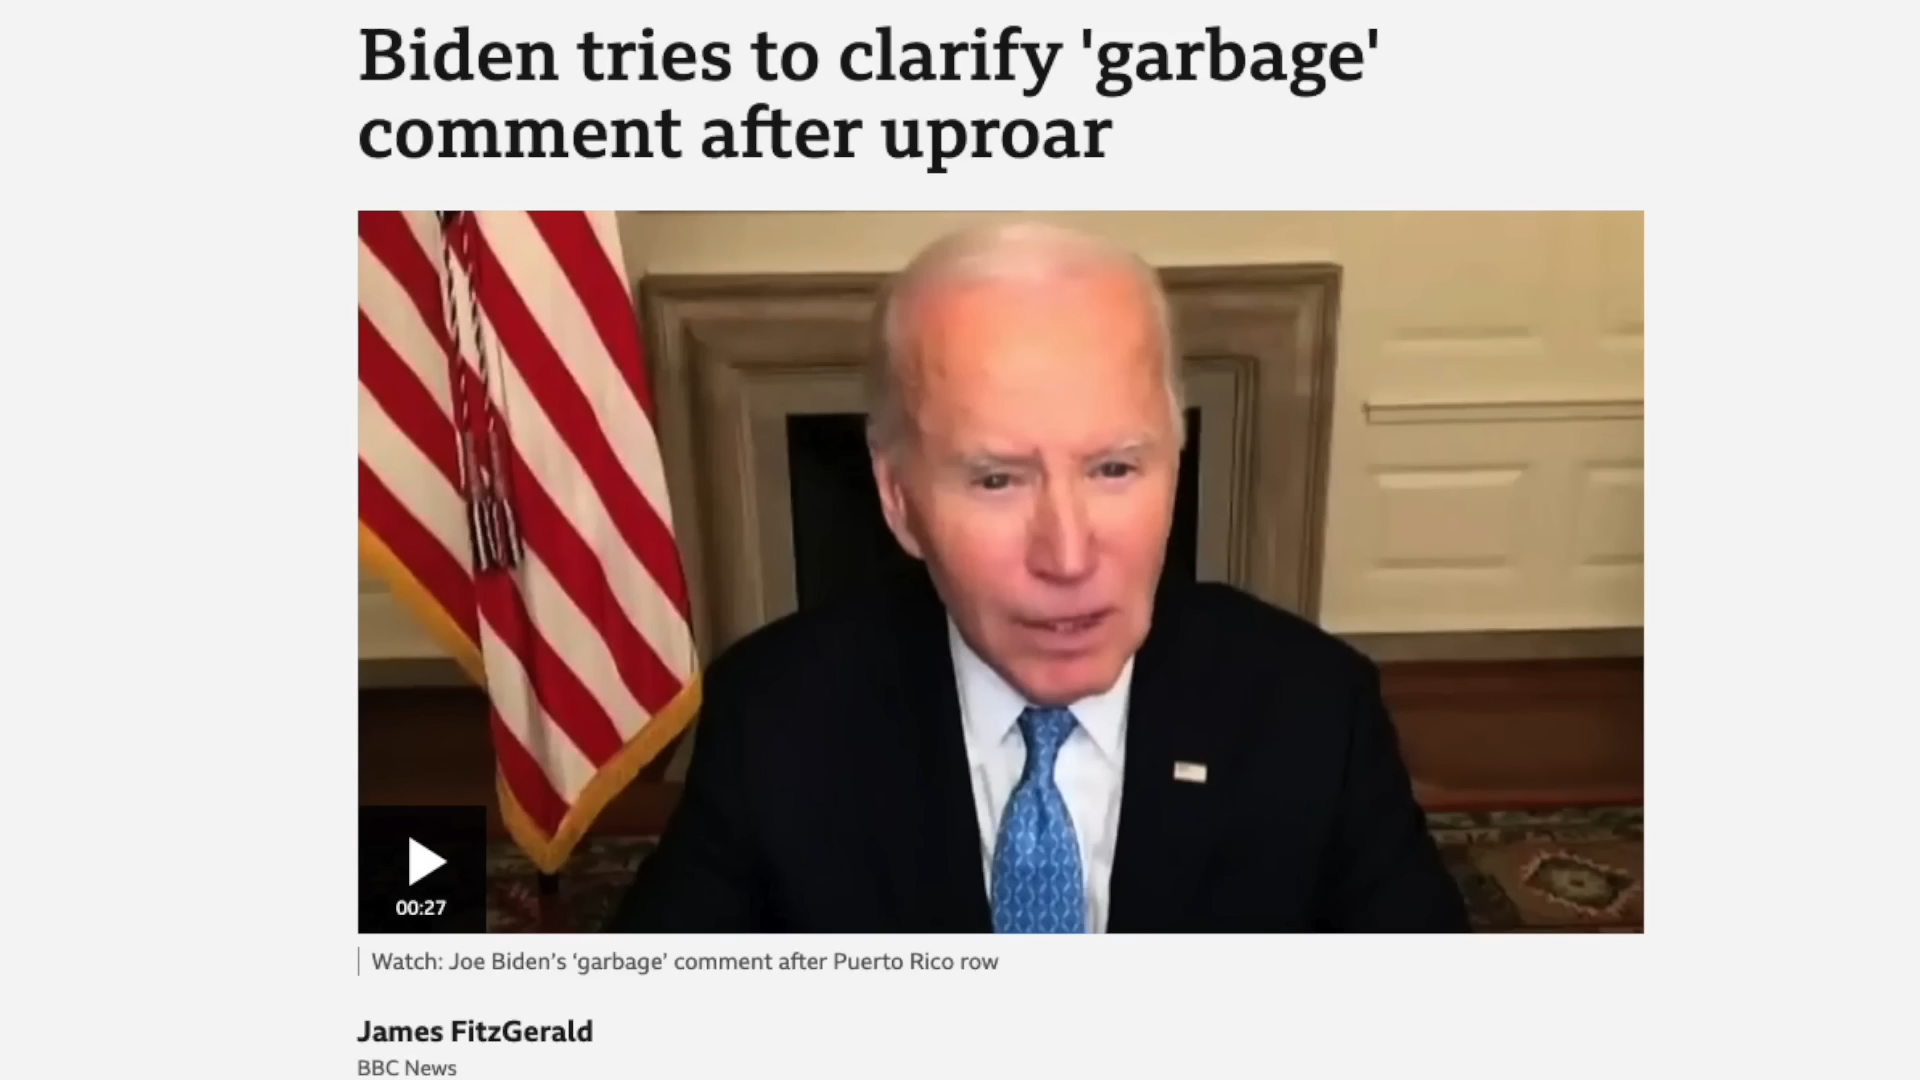 Biden tries to clarify 'garbage'
comment after uproar
00:27
Watch: Joe Biden’s ‘garbage’ comment after Puerto Rico row
James FitzGerald
BBC News